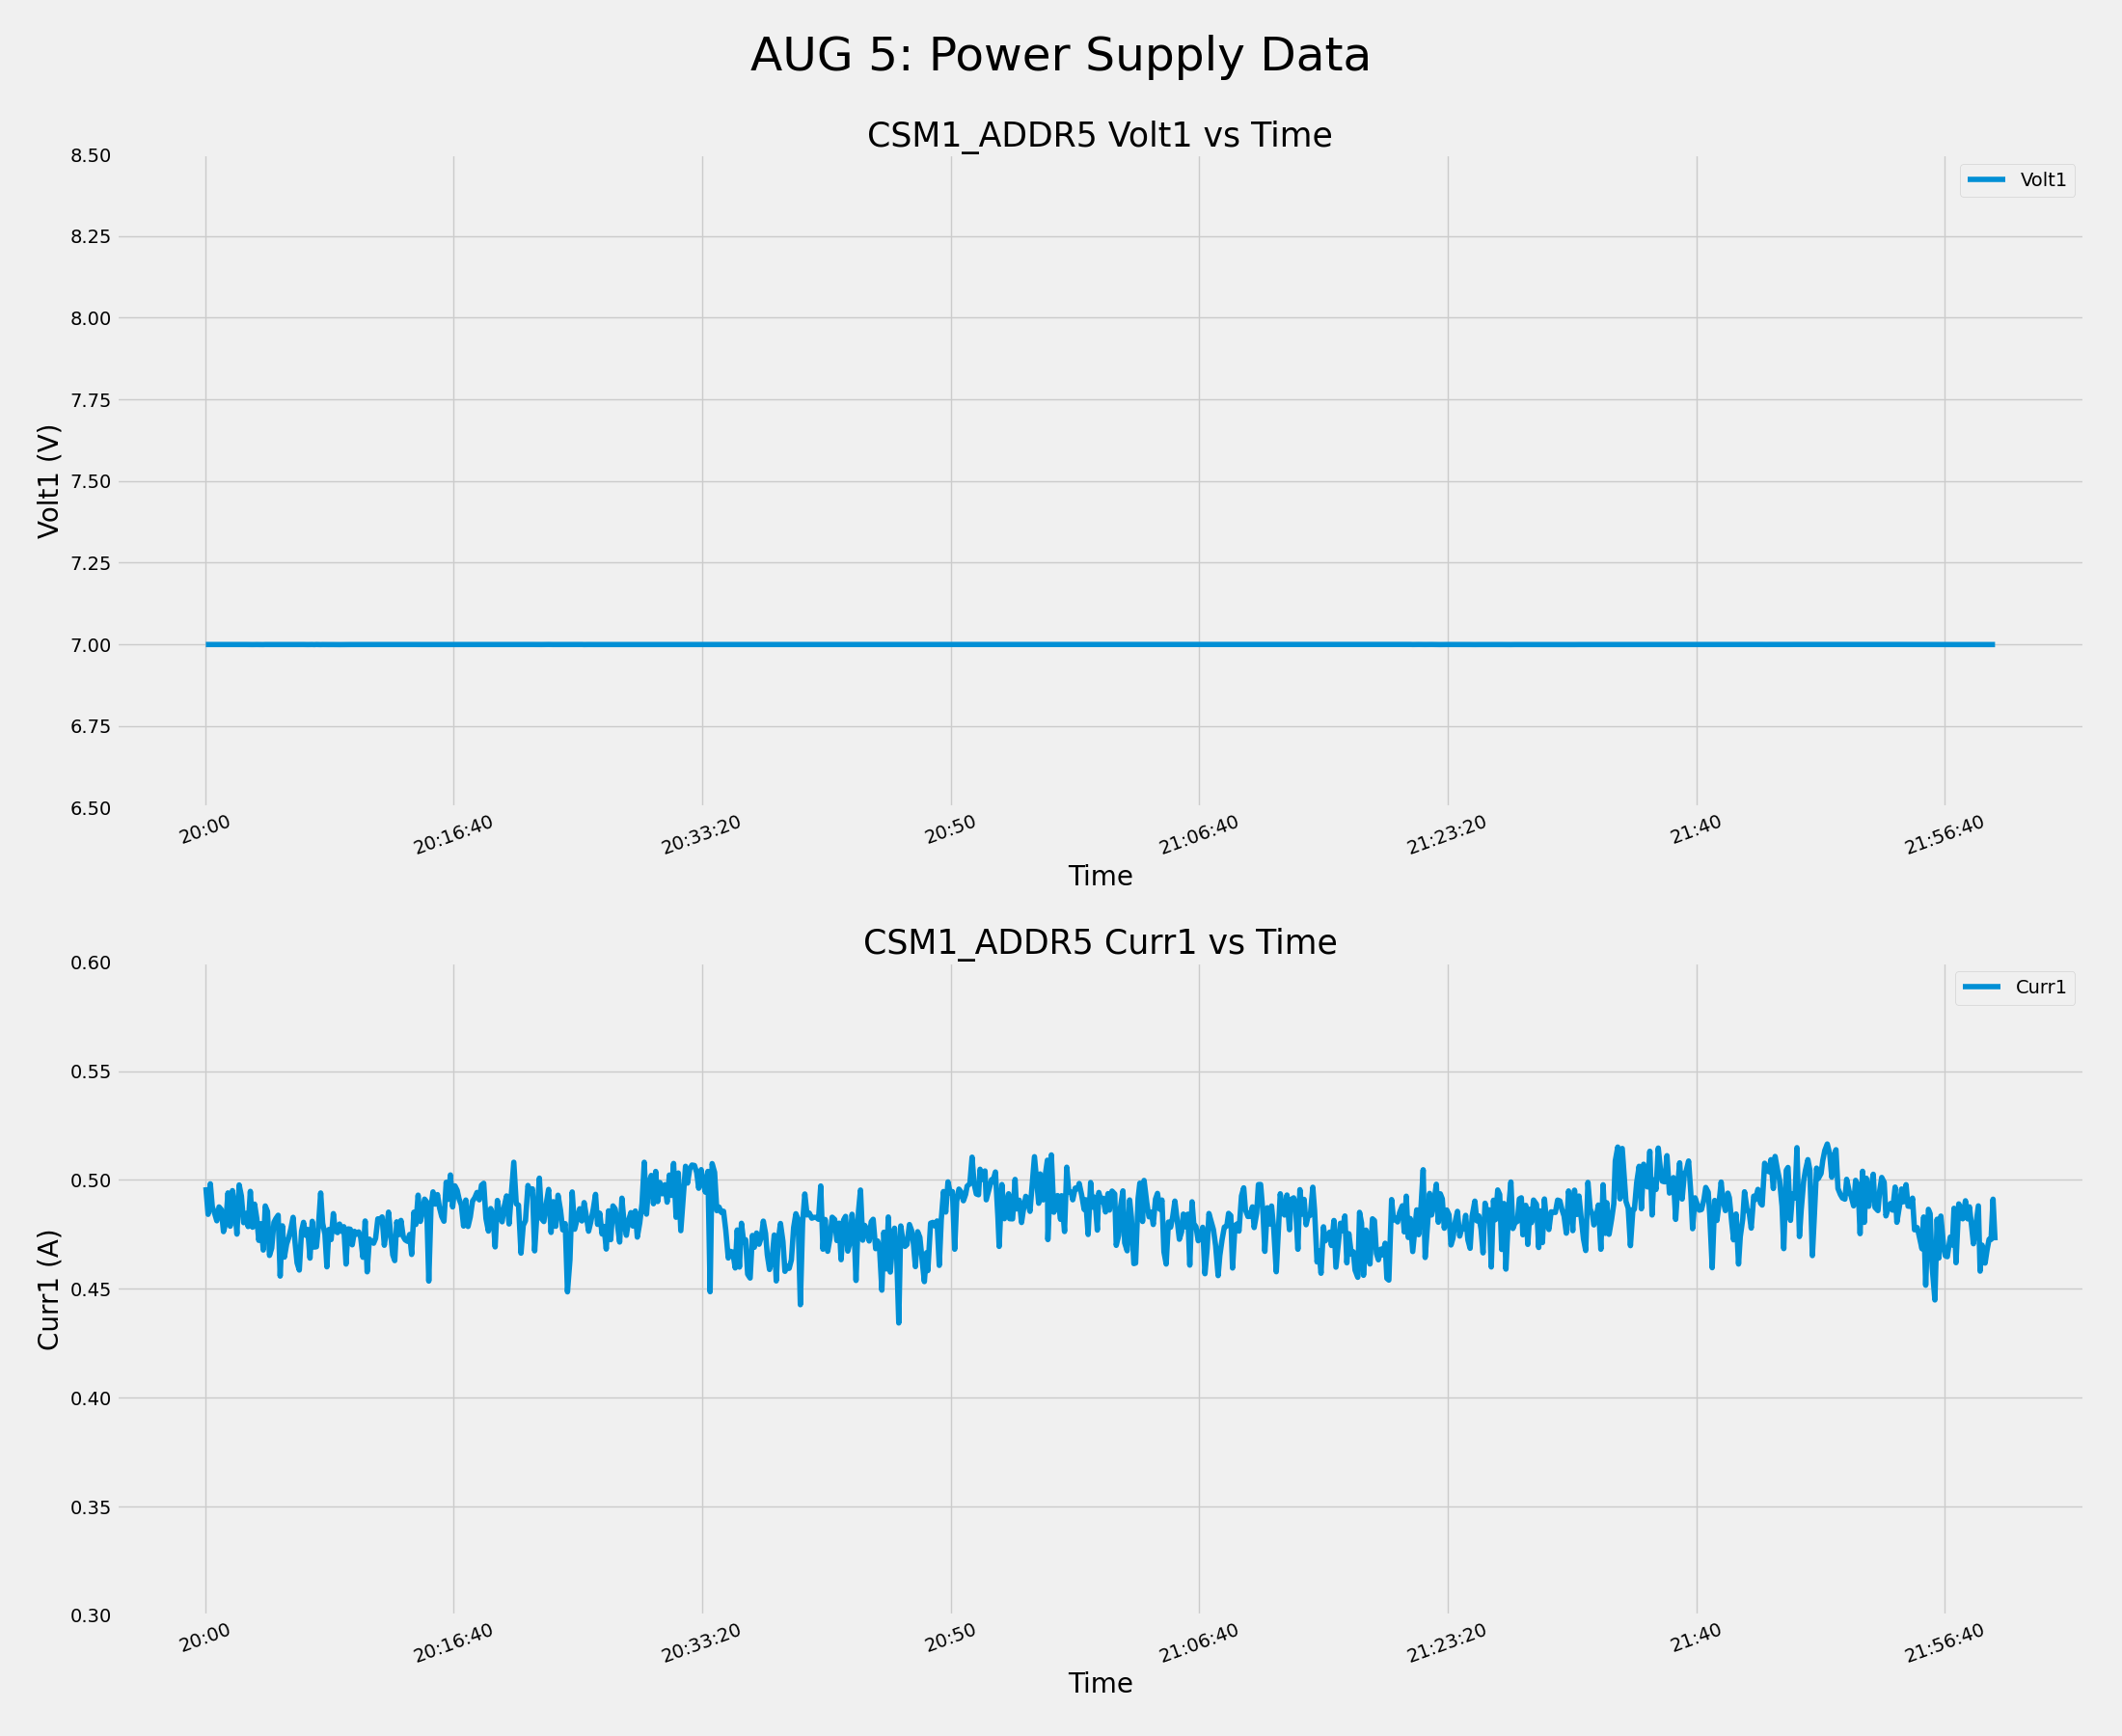 AUG 5: Power Supply Data
CSM1_ADDR5 Volt1 vs Time
Volt1
8.50
8.25
8.00
7.75
7.50
7.25
7.00
6.75
6.50
Volt1 (V)
20:00 20:16:40 20:33:20 20:50 21:06:40 21:23:20 21:40 21:56:40
Time
CSM1_ADDR5 Curr1 vs Time
Curr1
0.60
0.55
0.50
0.45
0.40
0.35
0.30
Curr1 (A)
20:00 20:16:40 20:33:20 20:50 21:06:40 21:23:20 21:40 21:56:40
Time